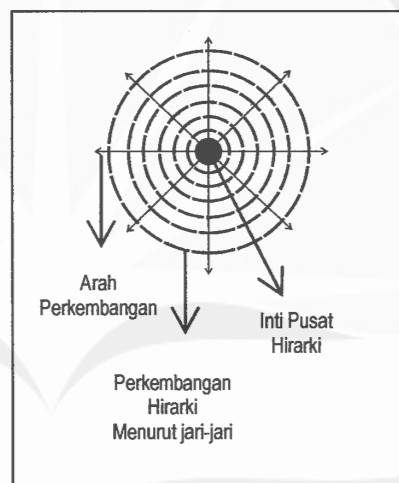 Arah
Perkembangan
Inti Pusat
Hirarki
Perkembangan
Hirarki
Menurut jari-jari